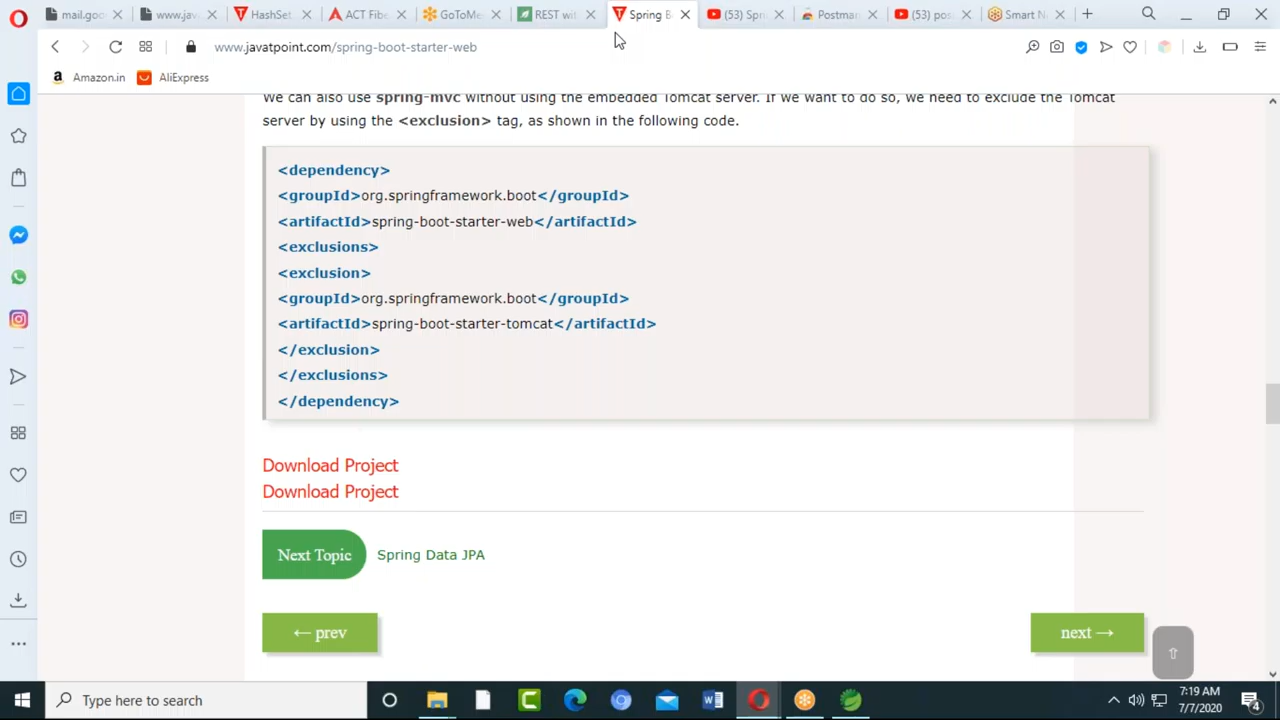 mail.goo
www.jav
HashSet
ACT Fibe
GoToMe
REST wit
Spring B
(53) Spr
Postman
(53) pos
Smart N
www.javatpoint.com/spring-boot-starter-web
Amazon.in
AliExpress
We can also use spring-mvc without using the embedded Tomcat server. If we want to do so, we need to exclude the Tomcat
server by using the <exclusion> tag, as shown in the following code.
<dependency>
<groupId>org.springframework.boot</groupId>
<artifactId>spring-boot-starter-web</artifactId>
<exclusions>
<exclusion>
<groupId>org.springframework.boot</groupId>
<artifactId>spring-boot-starter-tomcat</artifactId>
</exclusion>
</exclusions>
</dependency>
Download Project
Download Project
Next Topic Spring Data JPA
← prev
next →
Type here to search
7:19 AM
7/7/2020
4